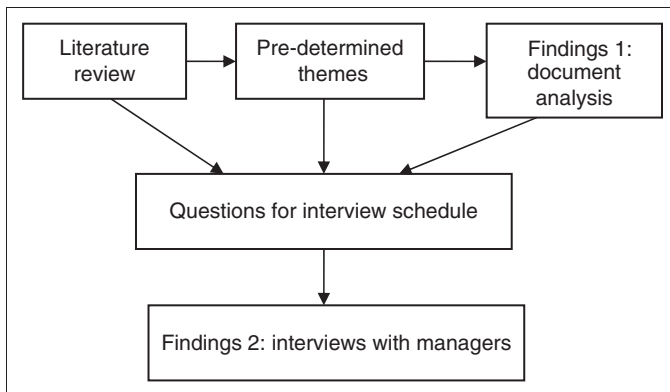 Literature
review
Pre-determined
themes
Findings 1:
document
analysis
Questions for interview schedule
Findings 2: interviews with managers